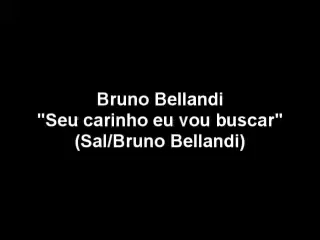 Bruno Bellandi
"Seu carinho eu vou buscar"
(Sal/Bruno Bellandi)